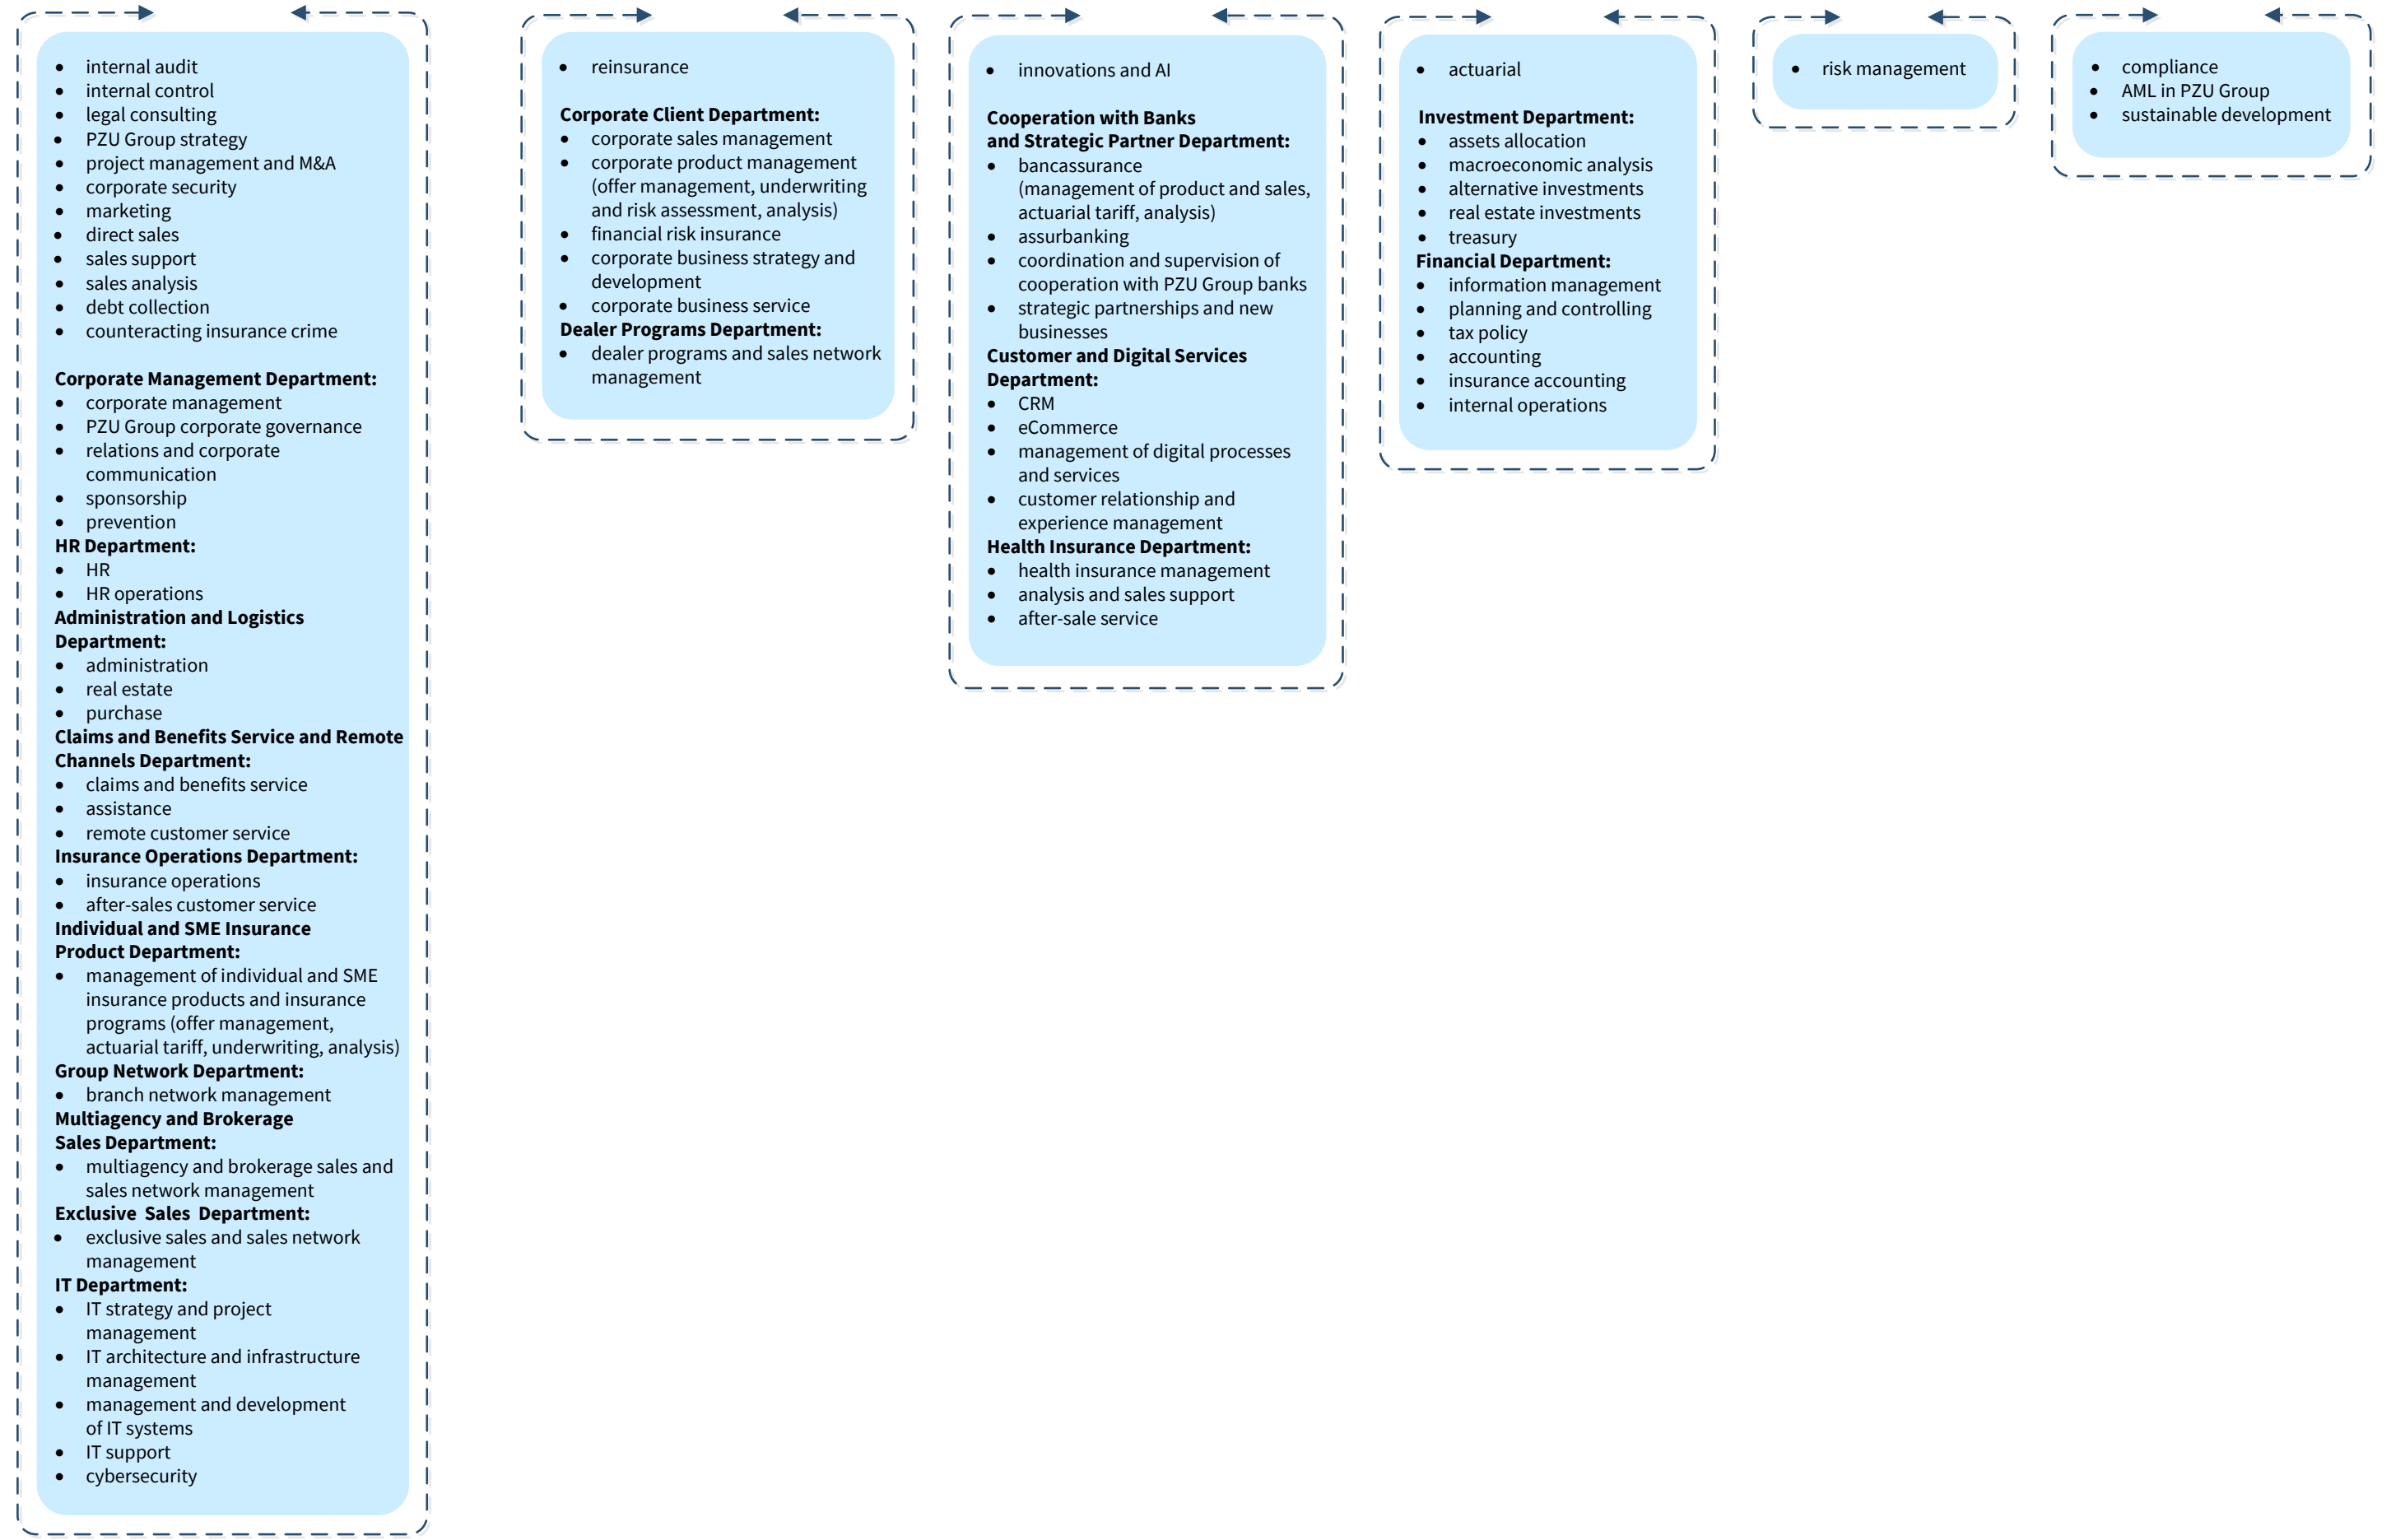 • internal audit
• internal control
• legal consulting
• PZU Group strategy
• project management and M&A
• corporate security
• marketing
• direct sales
• sales support
• sales analysis
• debt collection
• counteracting insurance crime
Corporate Management Department:
• corporate management
• PZU Group corporate governance
• relations and corporate
communication
• sponsorship
• prevention
HR Department:
• HR
• HR operations
Administration and Logistics
Department:
• administration
• real estate
• purchase
Claims and Benefits Service and Remote
Channels Department:
• claims and benefits service
• assistance
• remote customer service
Insurance Operations Department:
• insurance operations
• after-sales customer service
Individual and SME Insurance
Product Department:
• management of individual and SME
insurance products and insurance
programs (offer management,
actuarial tariff, underwriting, analysis)
Group Network Department:
• branch network management
Multiagency and Brokerage
Sales Department:
• multiagency and brokerage sales and
sales network management
Exclusive Sales Department:
• exclusive sales and sales network
management
IT Department:
• IT strategy and project
management
• IT architecture and infrastructure
management
• management and development
of IT systems
• IT support
• cybersecurity
• reinsurance
Corporate Client Department:
• corporate sales management
• corporate product management
(offer management, underwriting
and risk assessment, analysis)
• financial risk insurance
• corporate business strategy and
development
• corporate business service
Dealer Programs Department:
• dealer programs and sales network
management
• innovations and AI
Cooperation with Banks
and Strategic Partner Department:
• bancassurance
(management of product and sales,
actuarial tariff, analysis)
• assurbanking
• coordination and supervision of
cooperation with PZU Group banks
• strategic partnerships and new
businesses
Customer and Digital Services
Department:
• CRM
• eCommerce
• management of digital processes
and services
• customer relationship and
experience management
Health Insurance Department:
• health insurance management
• analysis and sales support
• after-sale service
• actuarial
Investment Department:
• assets allocation
• macroeconomic analysis
• alternative investments
• real estate investments
• treasury
Financial Department:
• information management
• planning and controlling
• tax policy
• accounting
• insurance accounting
• internal operations
• risk management
• compliance
• AML in PZU Group
• sustainable development